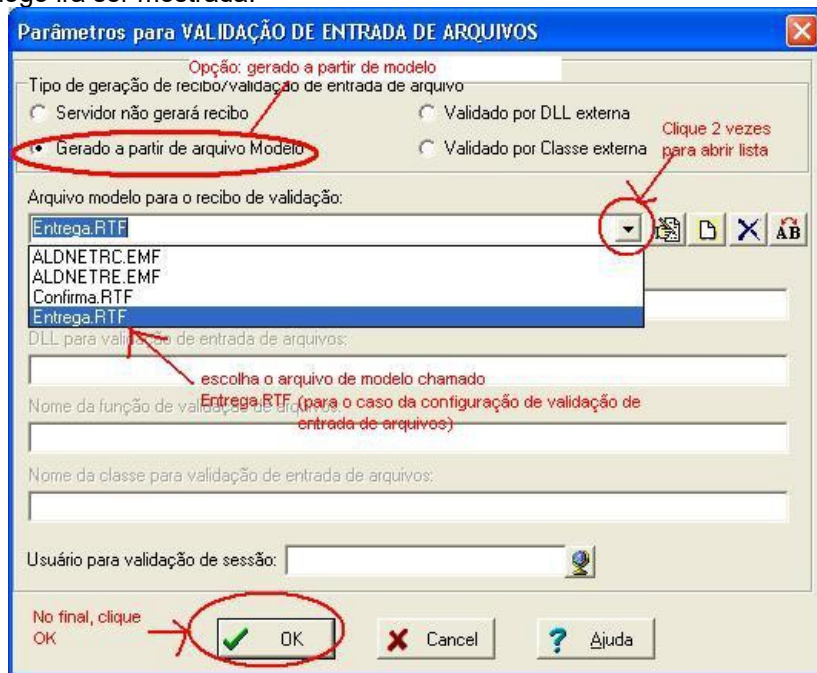 logo irá ser mostrada:
Parâmetros para VALIDAÇÃO DE ENTRADA DE ARQUIVOS
Opção: gerado a partir de modelo
Tipo de geração de recibo/validação de entrada de arquivo
Servidor não gerará recibo
Validado por DLL externa
Gerado a partir de arquivo Modelo
Validado por Classe externa
Clique 2 vezes
para abrir lista
Arquivo modelo para o recibo de validação:
Entrega.RTF
AB
ALDNETRC.EMF
ALDNETRE.EMF
Confirma.RTF
Entrega.RTF
DLL para validação de entrada de arquivos:
escolha o arquivo de modelo chamado
Entrega.RTF (para o caso da configuração de validação de
entrada de arquivos)
Nome da função de validação de arquivos:
Nome da classe para validação de entrada de arquivos:
Usuário para validação de sessão:
No final, clique
OK
OK
Cancel
Ajuda